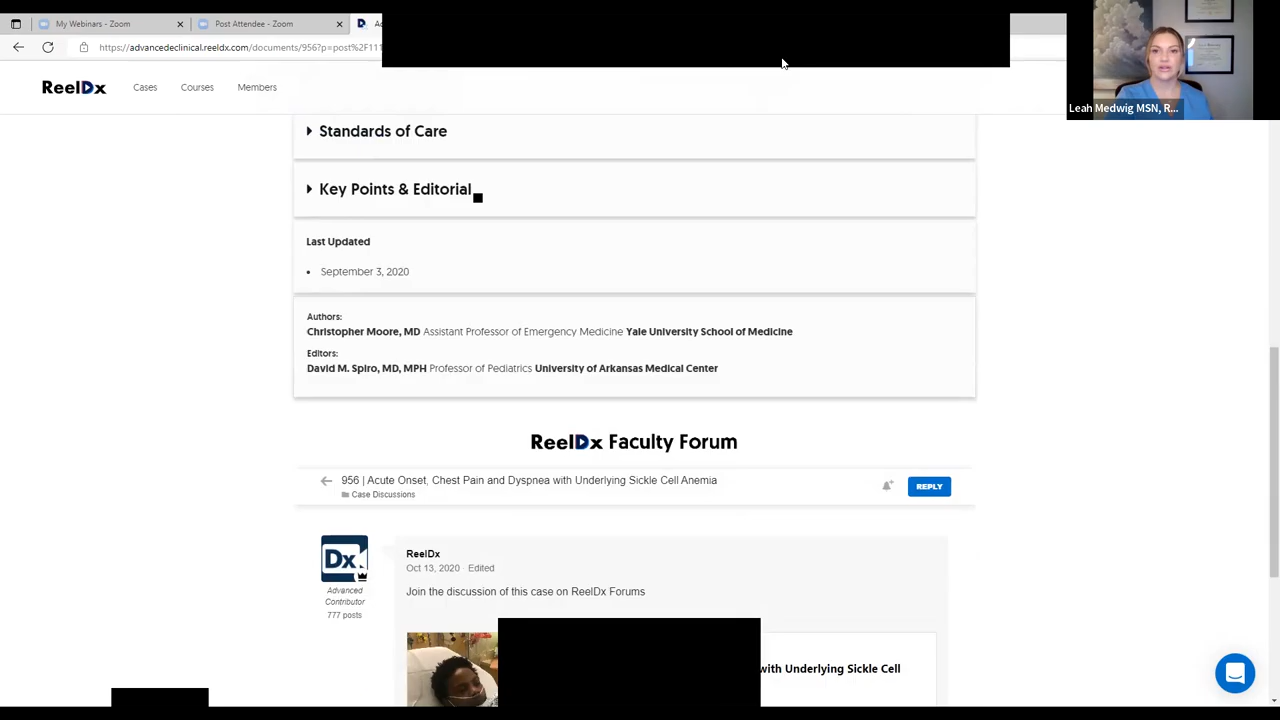 My Webinars - Zoom
Post Attendee - Zoom
https://advancedeclinical.reeldx.com/documents/956?p=post%2F111
ReelDx
Cases
Courses
Members
Leah Medwig MSN, R...
Standards of Care
Key Points & Editorial
Last Updated
• September 3, 2020
Authors:
Christopher Moore, MD Assistant Professor of Emergency Medicine Yale University School of Medicine
Editors:
David M. Spiro, MD, MPH Professor of Pediatrics University of Arkansas Medical Center
ReelDx Faculty Forum
956 | Acute Onset, Chest Pain and Dyspnea with Underlying Sickle Cell Anemia
Case Discussions
REPLY
Dx
ReelDx
Oct 13, 2020 · Edited
Advanced
Contributor
777 posts
Join the discussion of this case on ReelDx Forums
with Underlying Sickle Cell